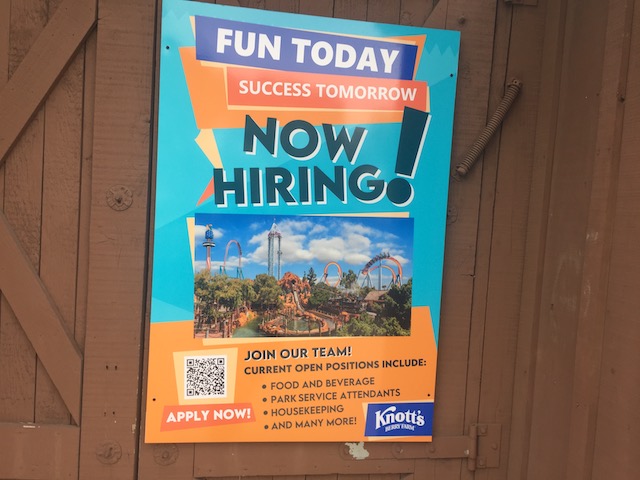 FUN TODAY
SUCCESS TOMORROW
NOW
HIRING!
JOIN OUR TEAM!
CURRENT OPEN POSITIONS INCLUDE:
• FOOD AND BEVERAGE
• PARK SERVICE ATTENDANTS
• HOUSEKEEPING
• AND MANY MORE!
APPLY NOW!
Knott's
BERRY FARM